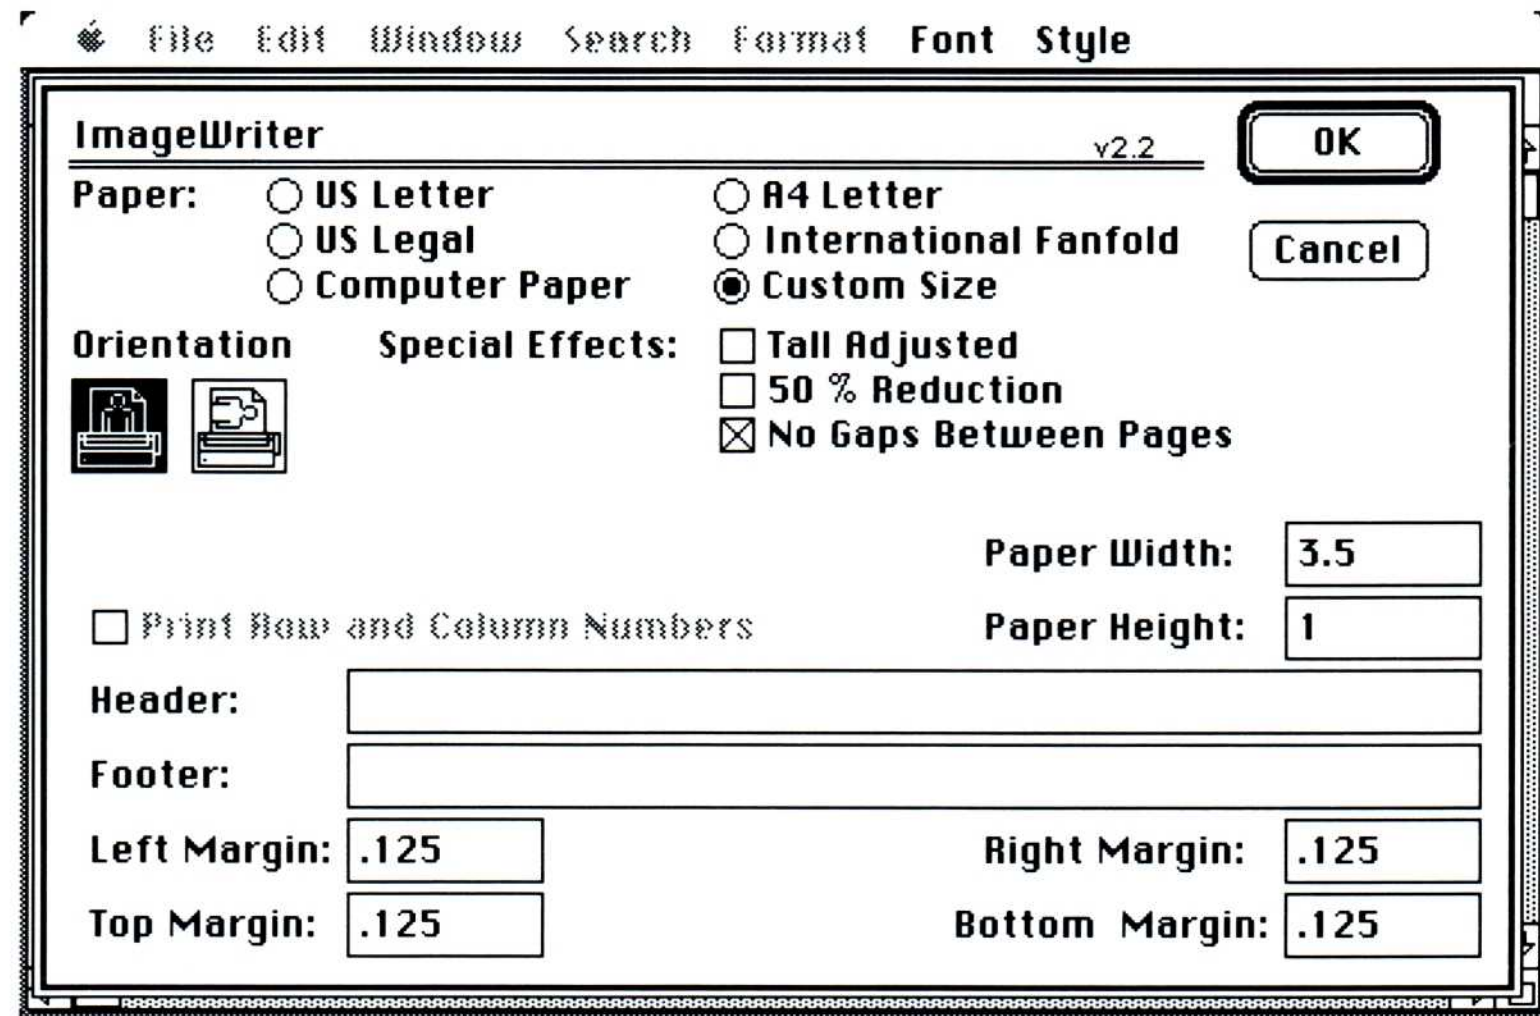 File Edit Window Search Format Font Style
ImageWriter v2.2 OK
Paper: US Letter A4 Letter
US Legal International Fanfold Cancel
Computer Paper Custom Size
Orientation Special Effects: Tall Adjusted
50 % Reduction
No Gaps Between Pages
Paper Width: 3.5
Print Row and Column Numbers Paper Height: 1
Header:
Footer:
Left Margin: .125 Right Margin: .125
Top Margin: .125 Bottom Margin: .125